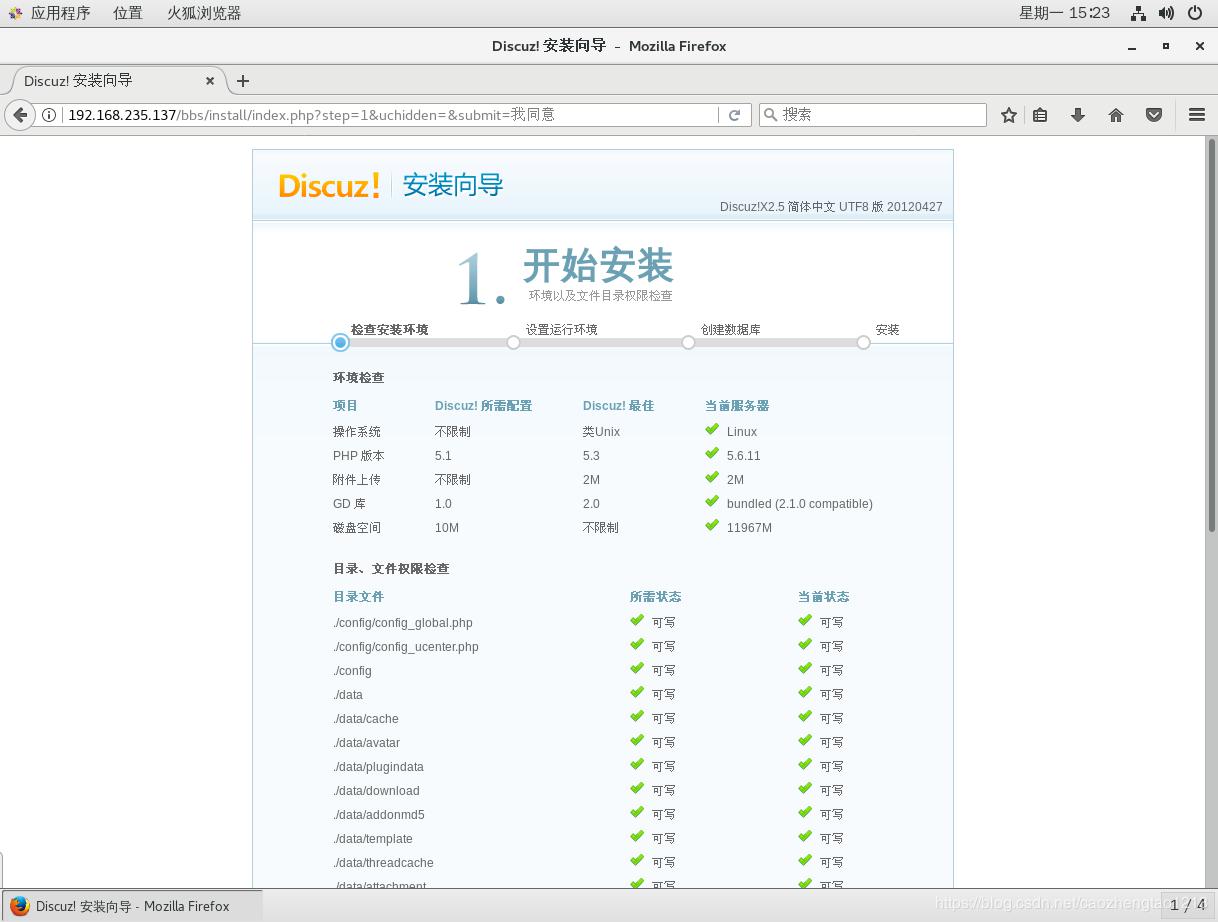 应用程序 位置 火狐浏览器 星期一 15:23
Discuz! 安装向导 - Mozilla Firefox
Discuz! 安装向导
192.168.235.137/bbs/install/index.php?step=1&uchidden=&submit=我同意 搜索
Discuz! 安装向导
Discuz!X2.5 简体中文 UTF8 版 20120427
1. 开始安装
环境以及文件目录权限检查
检查安装环境 设置运行环境 创建数据库 安装
环境检查
项目 Discuz! 所需配置 Discuz! 最佳 当前服务器
操作系统 不限制 类Unix Linux
PHP 版本 5.1 5.3 5.6.11
附件上传 不限制 2M 2M
GD 库 1.0 2.0 bundled (2.1.0 compatible)
磁盘空间 10M 不限制 11967M
目录、文件权限检查
目录文件 所需状态 当前状态
./config/config_global.php 可写 可写
./config/config_ucenter.php 可写 可写
./config 可写 可写
./data 可写 可写
./data/cache 可写 可写
./data/avatar 可写 可写
./data/plugindata 可写 可写
./data/download 可写 可写
./data/addonmd5 可写 可写
./data/template 可写 可写
./data/threadcache 可写 可写
./data/attachment 可写 可写
Discuz! 安装向导 - Mozilla Firefox 1 / 4